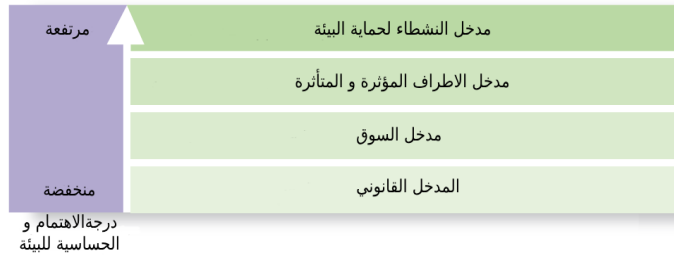 مرتفعة
مدخل النشطاء لحماية البيئة
مدخل الاطراف المؤثرة و المتأثرة
مدخل السوق
المدخل القانوني
منخفضة
درجةالاهتمام و
الحساسية للبيئة